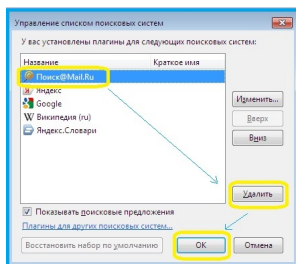 Управление списком поисковых систем
У вас установлены плагины для следующих поисковых систем:
Название Краткое имя
Поиск@Mail.Ru
Яндекс
Google
Википедия (ru)
Яндекс.Словари
Изменить...
Вверх
Вниз
Удалить
Показывать поисковые предложения
Плагины для других поисковых систем...
Восстановить набор по умолчанию OK Отмена